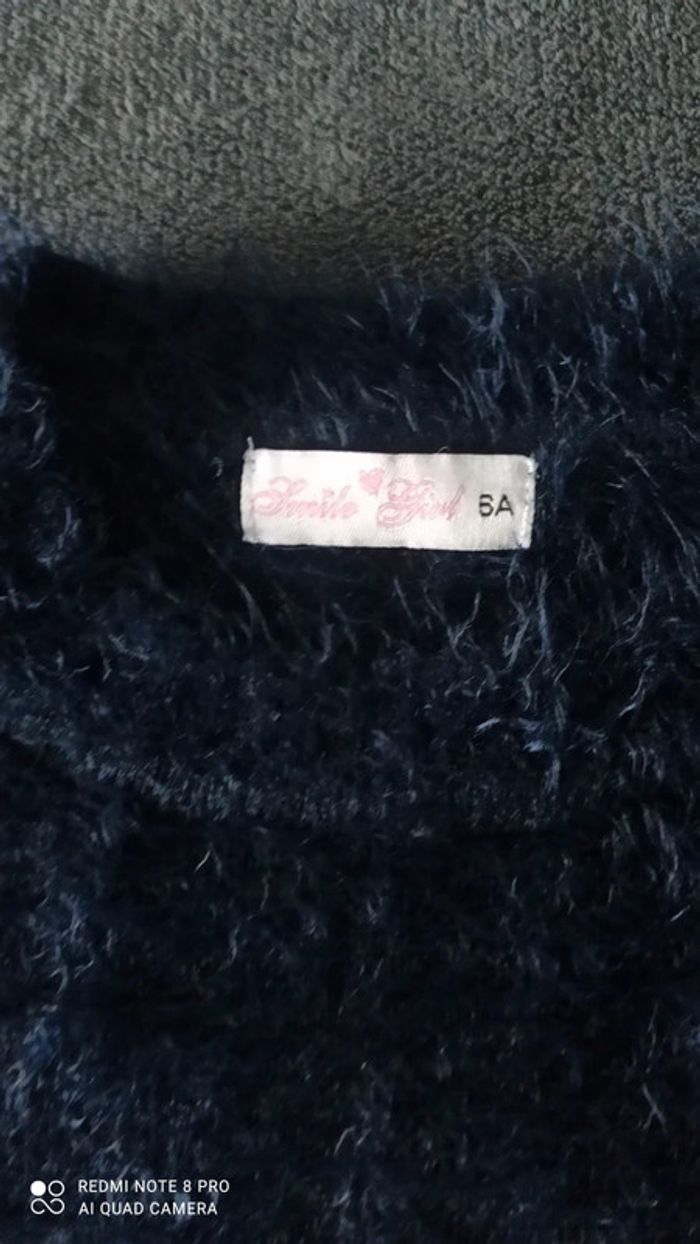 Smile Girl 6A
REDMI NOTE 8 PRO
AI QUAD CAMERA